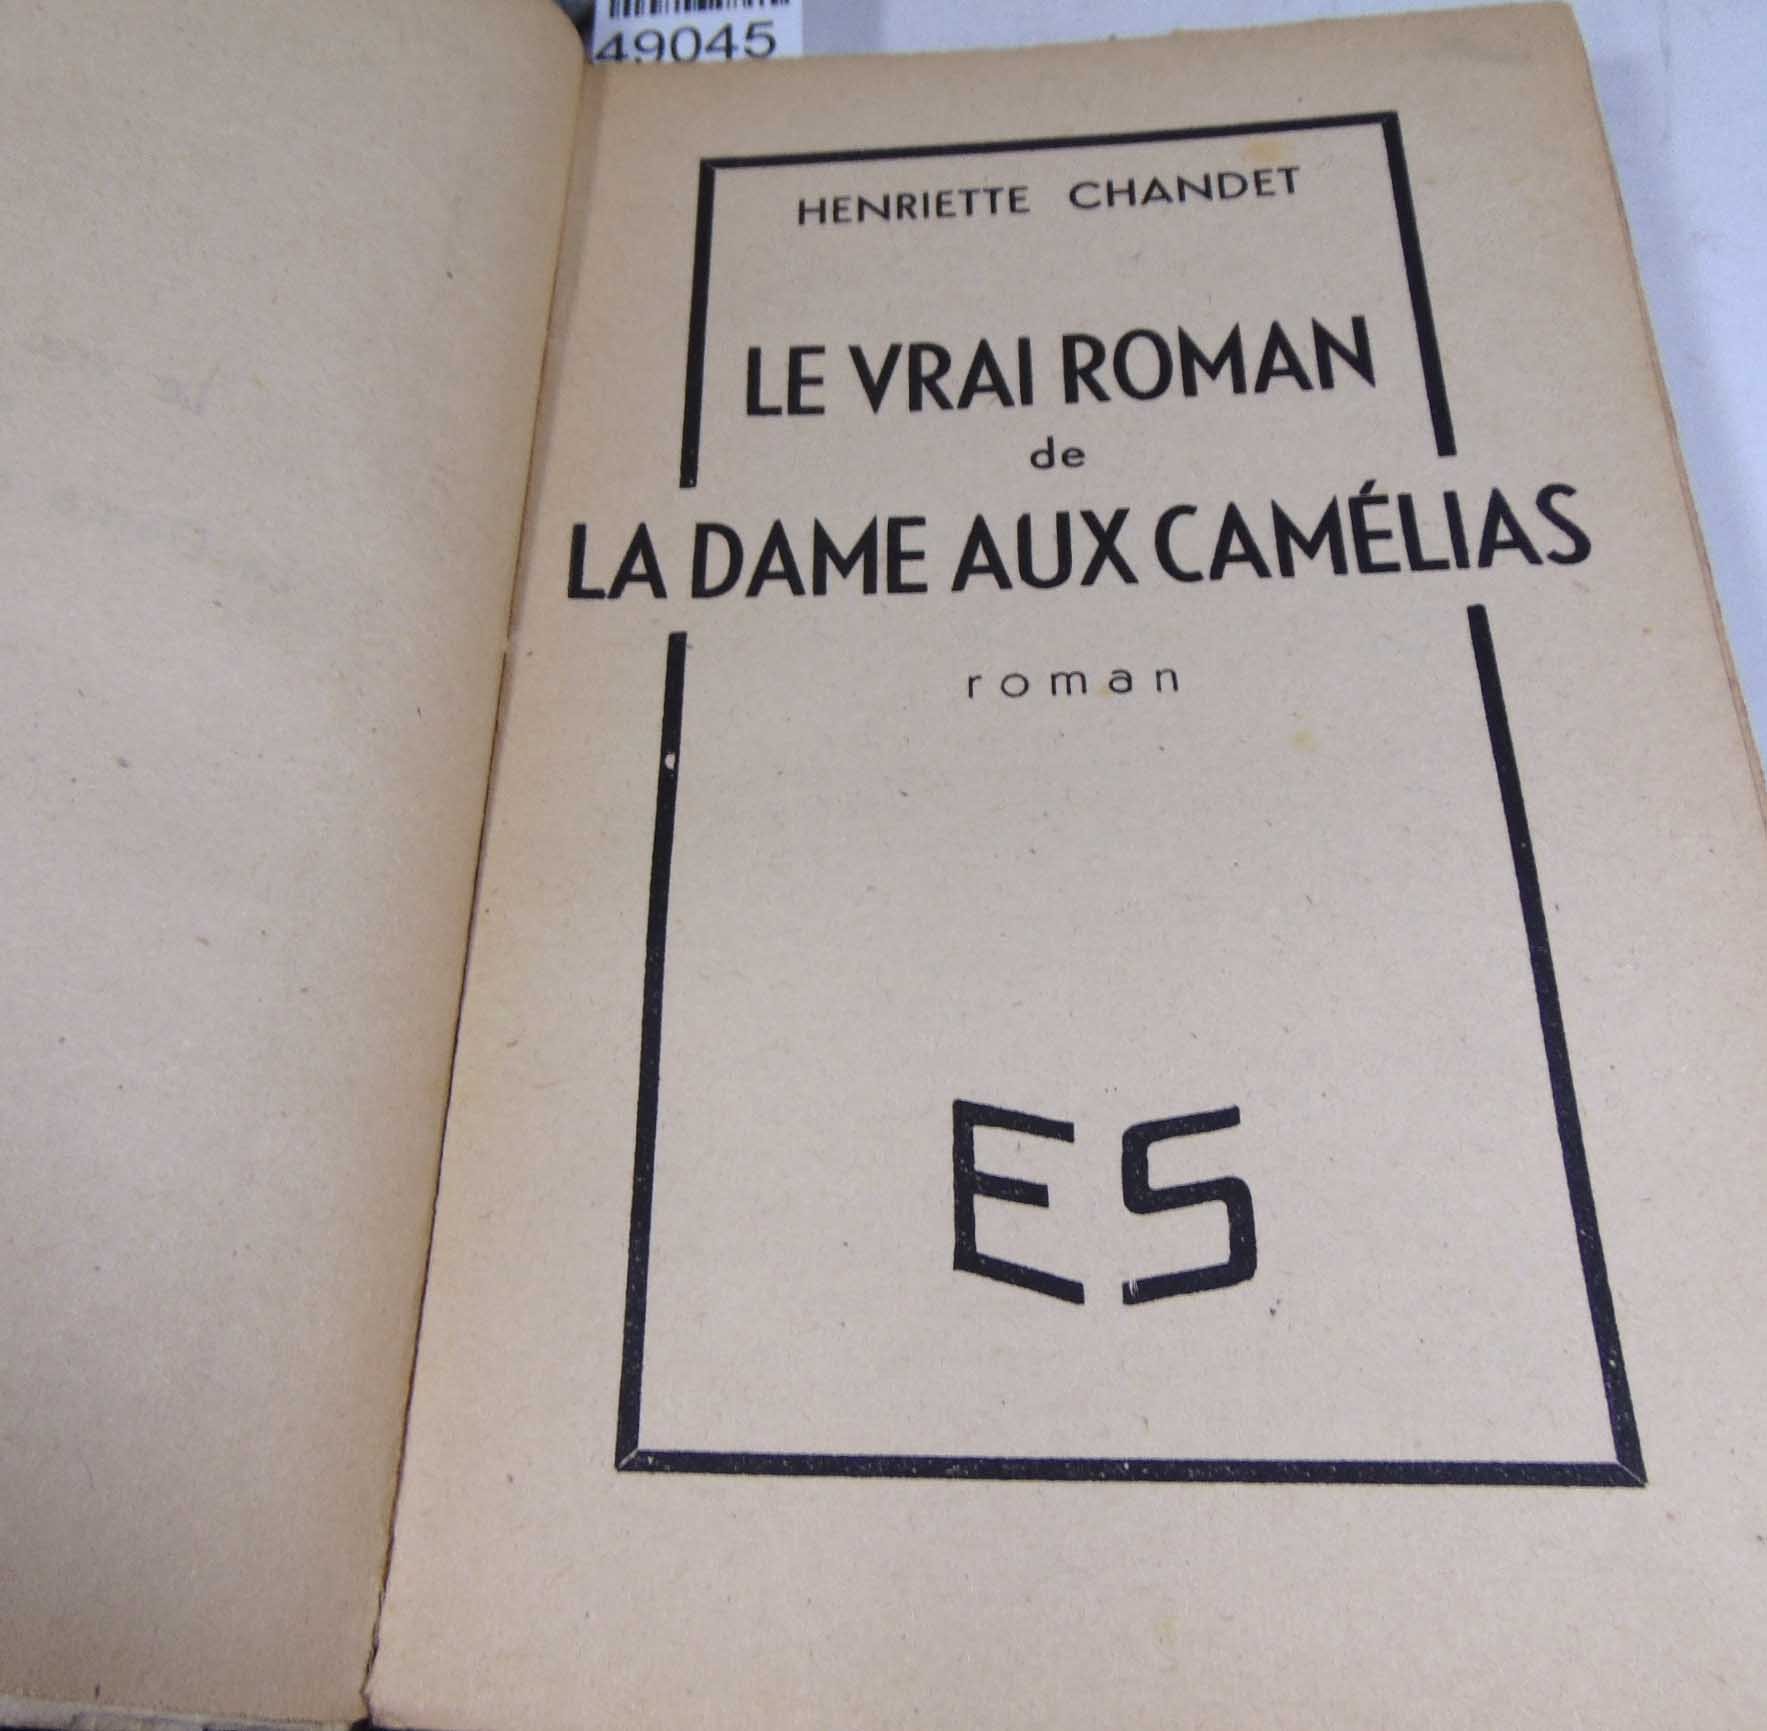 49045
HENRIETTE CHANDET
LE VRAI ROMAN
de
LA DAME AUX CAMÉLIAS
roman
ES